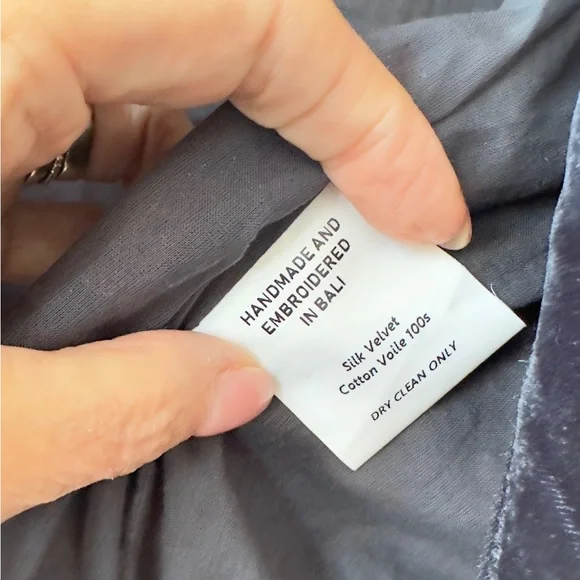 HANDMADE AND
EMBROIDERED
IN BALI
Silk Velvet
Cotton Voile 100s
DRY CLEAN ONLY